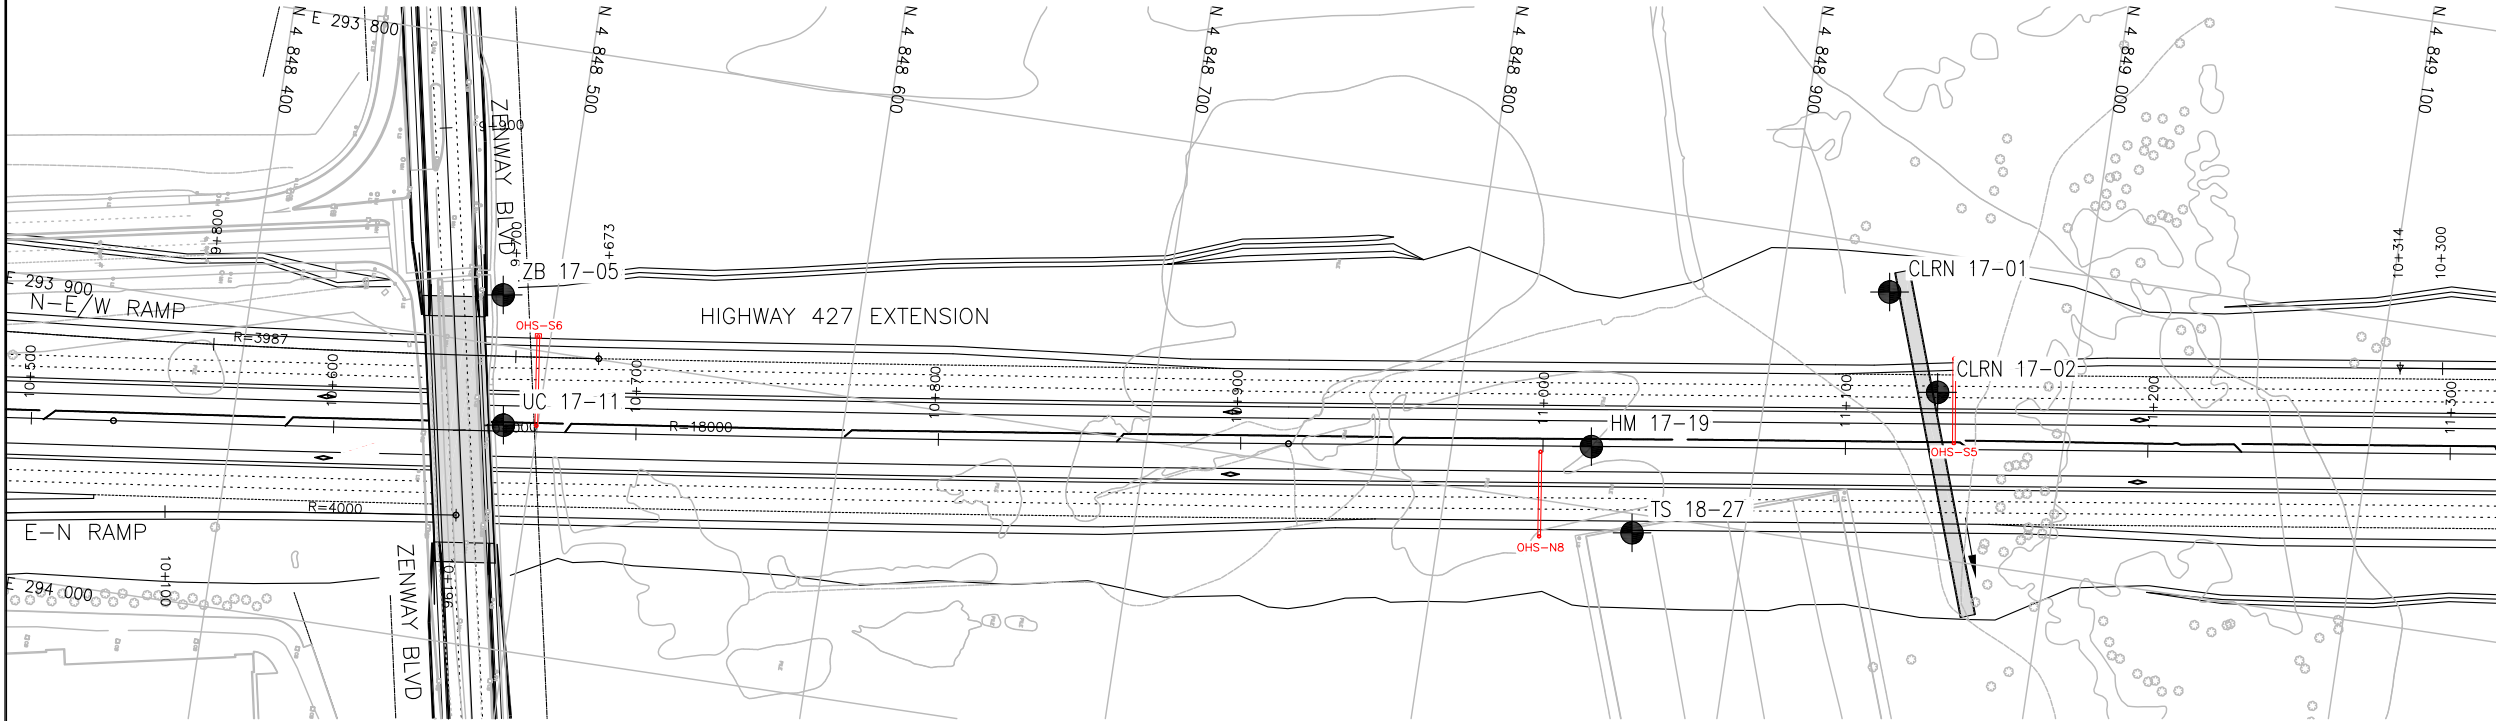 E 293 800
N 4 848 400
N 4 848 500
N 4 848 600
N 4 848 700
N 4 848 800
N 4 848 900
N 4 849 000
N 4 849 100
ZENWAY BLVD
9+900
9+800
9+673
10+314
10+300
ZB 17-05
CLRN 17-01
E 293 900
N-E/W RAMP
HIGHWAY 427 EXTENSION
OHS-S6
R=3987
10+500
10+600
10+700
10+800
10+900
11+000
11+100
11+200
11+300
CLRN 17-02
UC 17-11
R=18000
HM 17-19
OHS-S5
R=4000
TS 18-27
E-N RAMP
OHS-N8
ZENWAY BLVD
10+100
10+196
E 294 000